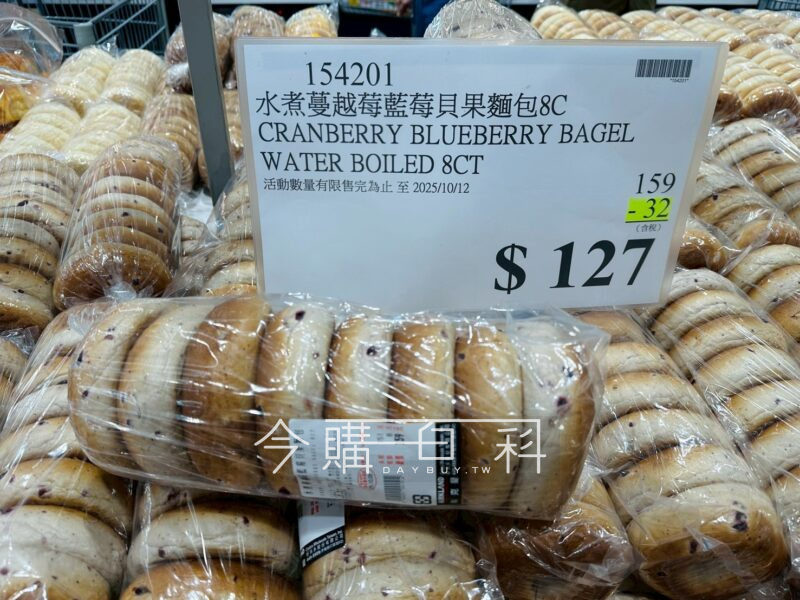 154201
*154201*
水煮蔓越莓藍莓貝果麵包8C
CRANBERRY BLUEBERRY BAGEL
WATER BOILED 8CT
活動數量有限售完為止 至 2025/10/12
159
- 32
(含稅)
$ 127
今購百科
DAYBUY.TW
KIRKLAND